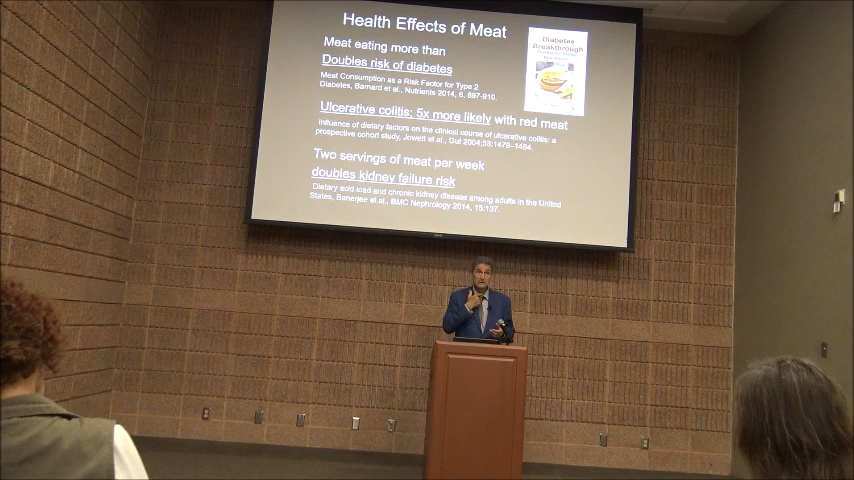 Health Effects of Meat
Meat eating more than
Doubles risk of diabetes
Meat Consumption as a Risk Factor for Type 2
Diabetes, Barnard et al., Nutrients 2014, 6, 897-910.
Ulcerative colitis; 5x more likely with red meat
Influence of dietary factors on the clinical course of ulcerative colitis: a
prospective cohort study, Jowett et al., Gut 2004;53:1479–1484.
Two servings of meat per week
doubles kidney failure risk
Dietary acid load and chronic kidney disease among adults in the United
States, Banerjee et al., BMC Nephrology 2014, 15:137.
Diabetes
Breakthrough